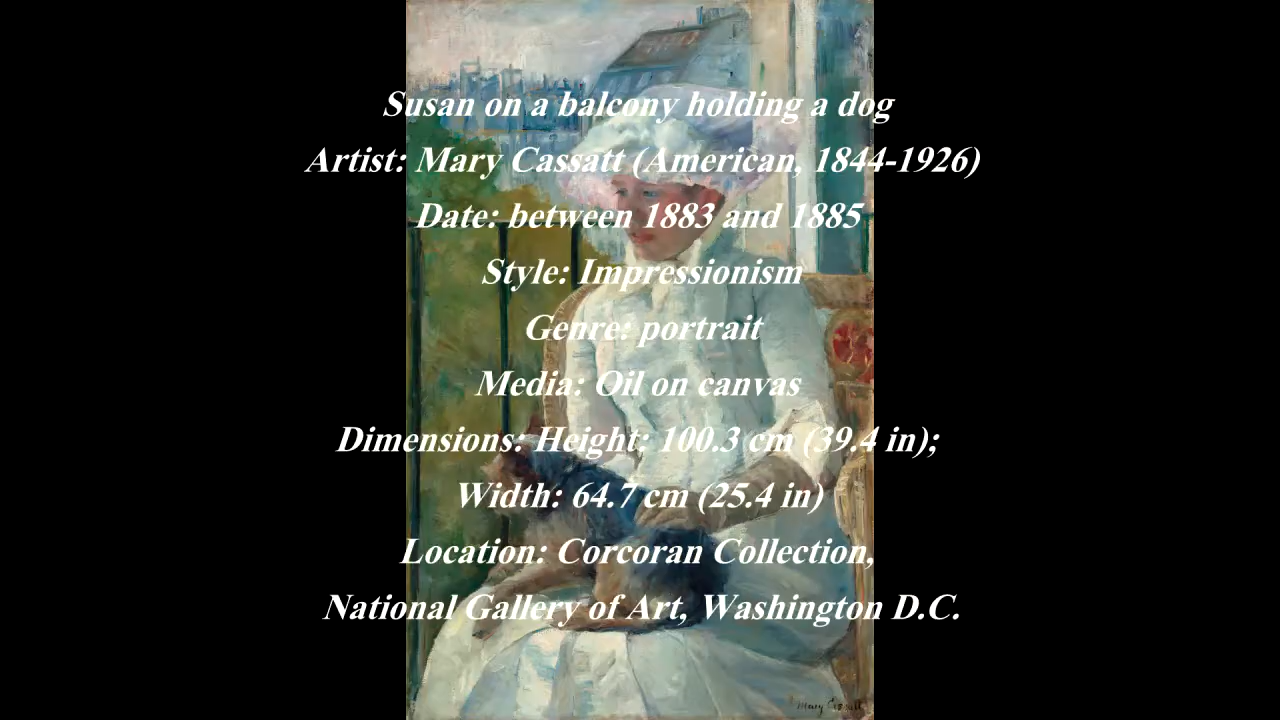 Susan on a balcony holding a dog
Artist: Mary Cassatt (American, 1844-1926)
Date: between 1883 and 1885
Style: Impressionism
Genre: portrait
Media: Oil on canvas
Dimensions: Height: 100.3 cm (39.4 in);
Width: 64.7 cm (25.4 in)
Location: Corcoran Collection,
National Gallery of Art, Washington D.C.
Mary Cassatt